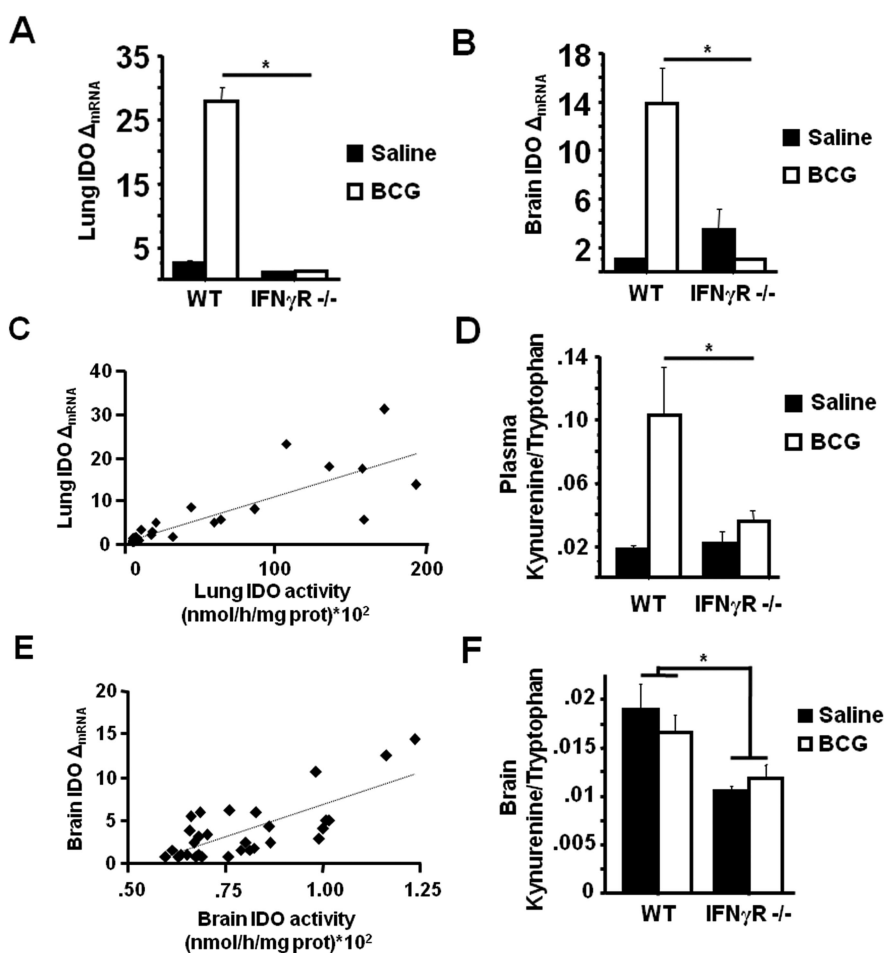 A
Lung IDO ΔmRNA
35
25
15
5
*
WT IFNγR -/-
Saline
BCG
B
Brain IDO ΔmRNA
18
14
10
6
2
*
WT IFNγR -/-
Saline
BCG
C
Lung IDO ΔmRNA
40
30
20
10
0
0 100 200
Lung IDO activity
(nmol/h/mg prot)*10²
D
Plasma
Kynurenine/Tryptophan
.14
.10
.06
.02
*
WT IFNγR -/-
Saline
BCG
E
Brain IDO ΔmRNA
20
15
10
5
0
.50 .75 1.00 1.25
Brain IDO activity
(nmol/h/mg prot)*10²
F
Brain
Kynurenine/Tryptophan
.02
.015
.01
.005
0
*
WT IFNγR -/-
Saline
BCG